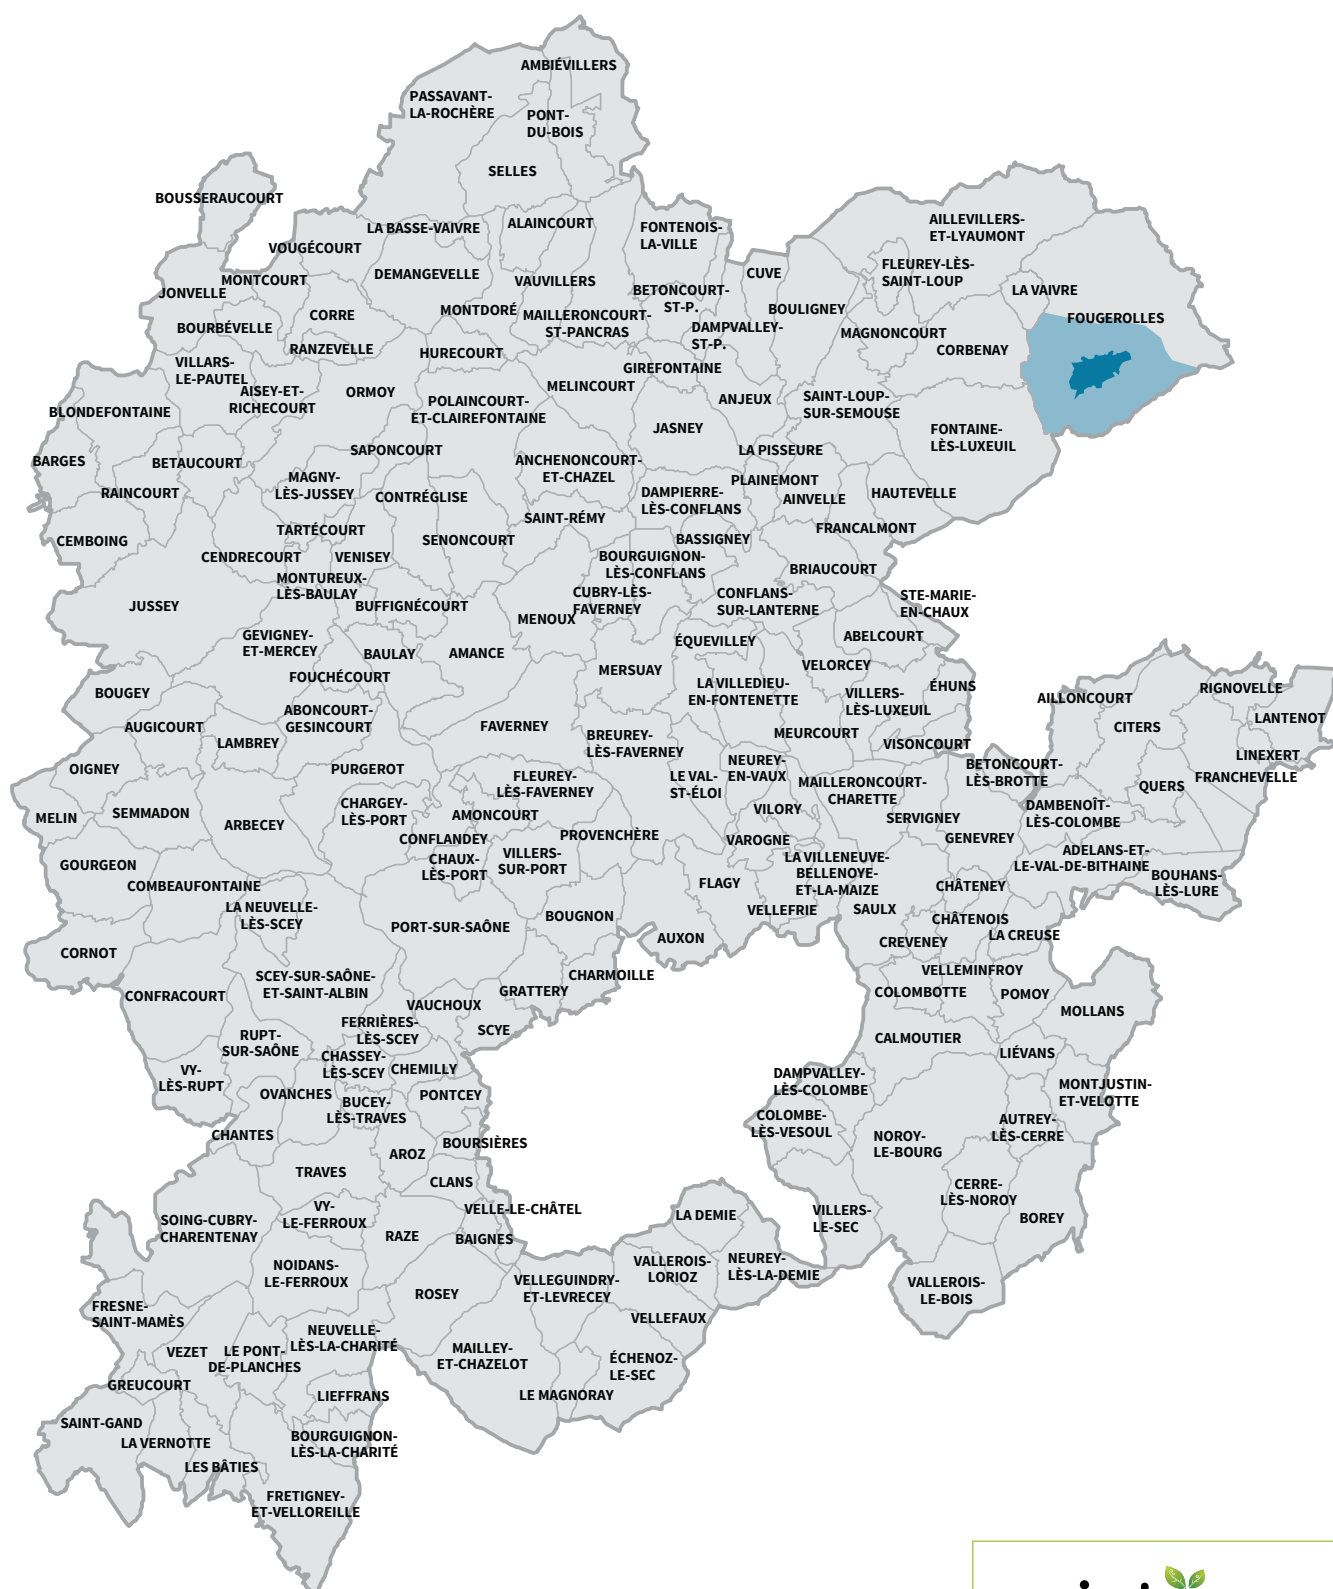 AMBIÉVILLERS
PASSAVANT-
LA-ROCHÈRE
PONT-
DU-BOIS
SELLES
BOUSSERAUCOURT
AILLEVILLERS-
ET-LYAUMONT
LA BASSE-VAIVRE
ALAINCOURT
FONTENOIS-
LA-VILLE
VOUGÉCOURT
FLEUREY-LÈS-
SAINT-LOUP
CUVE
MONTCOURT
DEMANGEVELLE
VAUVILLERS
JONVELLE
BETONCOURT-
ST-P.
LA VAIVRE
CORRE
MONTDORÉ
MAILLERONCOURT-
ST-PANCRAS
BOULIGNEY
FOUGEROLLES
BOURBÉVELLE
DAMPVALLEY-
ST-P.
MAGNONCOURT
RANZEVELLE
HURECOURT
CORBENAY
VILLARS-
LE-PAUTEL
GIREFONTAINE
AISEY-ET-
RICHECOURT
ORMOY
MELINCOURT
POLAINCOURT-
ET-CLAIREFONTAINE
ANJEUX
SAINT-LOUP-
SUR-SEMOUSE
BLONDEFONTAINE
JASNEY
FONTAINE-
LÈS-LUXEUIL
SAPONCOURT
LA PISSEURE
BARGES
BETAUCOURT
ANCHENONCOURT-
ET-CHAZEL
MAGNY-
LÈS-JUSSEY
PLAINEMONT
RAINCOURT
CONTRÉGLISE
DAMPIERRE-
LÈS-CONFLANS
AINVELLE
HAUTEVELLE
SAINT-RÉMY
TARTÉCOURT
FRANCALMONT
CEMBOING
SENONCOURT
BASSIGNEY
CENDRECOURT
VENISEY
BOURGUIGNON-
LÈS-CONFLANS
BRIAUCOURT
MONTUREUX-
LÈS-BAULAY
CUBRY-LÈS-
FAVERNEY
CONFLANS-
SUR-LANTERNE
STE-MARIE-
EN-CHAUX
JUSSEY
BUFFIGNÉCOURT
MENOUX
GEVIGNEY-
ET-MERCEY
ÉQUEVILLEY
ABELCOURT
BAULAY
AMANCE
FOUCHÉCOURT
MERSUAY
VELORCEY
BOUGEY
LA VILLEDIEU-
EN-FONTENETTE
VILLERS-
LÈS-LUXEUIL
ÉHUNS
AILLONCOURT
RIGNOVELLE
ABONCOURT-
GESINCOURT
AUGICOURT
FAVERNEY
CITERS
LANTENOT
LAMBREY
BREUREY-
LÈS-FAVERNEY
MEURCOURT
VISONCOURT
LINEXERT
OIGNEY
PURGEROT
FLEUREY-
LÈS-FAVERNEY
LE VAL-
ST-ÉLOI
NEUREY-
EN-VAUX
BETONCOURT-
LÈS-BROTTE
FRANCHEVELLE
MAILLERONCOURT-
CHARETTE
QUERS
MELIN
SEMMADON
ARBECEY
CHARGEY-
LÈS-PORT
AMONCOURT
VILORY
SERVIGNEY
DAMBENOÎT-
LÈS-COLOMBE
CONFLANDEY
PROVENCHÈRE
VAROGNE
GENEVREY
GOURGEON
CHAUX-
LÈS-PORT
VILLERS-
SUR-PORT
LA VILLENEUVE-
BELLENOYE-
ET-LA-MAIZE
ADELANS-ET-
LE-VAL-DE-BITHAINE
COMBEAUFONTAINE
FLAGY
CHÂTENEY
BOUHANS-
LÈS-LURE
LA NEUVELLE-
LÈS-SCEY
PORT-SUR-SAÔNE
BOUGNON
VELLEFRIE
SAULX
CHÂTENOIS
AUXON
CREVENEY
LA CREUSE
CORNOT
SCEY-SUR-SAÔNE-
ET-SAINT-ALBIN
CHARMOILLE
VELLEMINFROY
CONFRACOURT
GRATTERY
COLOMBOTTE
POMOY
VAUCHOUX
MOLLANS
FERRIÈRES-
LÈS-SCEY
SCYE
CALMOUTIER
RUPT-
SUR-SAÔNE
LIÉVANS
CHASSEY-
LÈS-SCEY
CHEMILLY
VY-
LÈS-RUPT
DAMPVALLEY-
LÈS-COLOMBE
MONTJUSTIN-
ET-VELOTTE
OVANCHES
PONTCEY
BUCEY-
LÈS-TRAVES
COLOMBE-
LÈS-VESOUL
AUTREY-
LÈS-CERRE
CHANTES
BOURSIÈRES
NOROY-
LE-BOURG
AROZ
TRAVES
CLANS
CERRE-
LÈS-NOROY
VY-
LE-FERROUX
VELLE-LE-CHÂTEL
LA DEMIE
VILLERS-
LE-SEC
BOREY
SOING-CUBRY-
CHARENTENAY
RAZE
BAIGNES
NOIDANS-
LE-FERROUX
VALLEROIS-
LORIOZ
NEUREY-
LÈS-LA-DEMIE
ROSEY
VELLEGUINDRY-
ET-LEVRECEY
VALLEROIS-
LE-BOIS
FRESNE-
SAINT-MAMÈS
VELLEFAUX
NEUVELLE-
LÈS-LA-CHARITÉ
VEZET
LE PONT-
DE-PLANCHES
MAILLEY-
ET-CHAZELOT
ÉCHENOZ-
LE-SEC
GREUCOURT
LIEFFRANS
LE MAGNORAY
SAINT-GAND
LA VERNOTTE
BOURGUIGNON-
LÈS-LA-CHARITÉ
LES BÂTIES
FRETIGNEY-
ET-VELLOREILLE